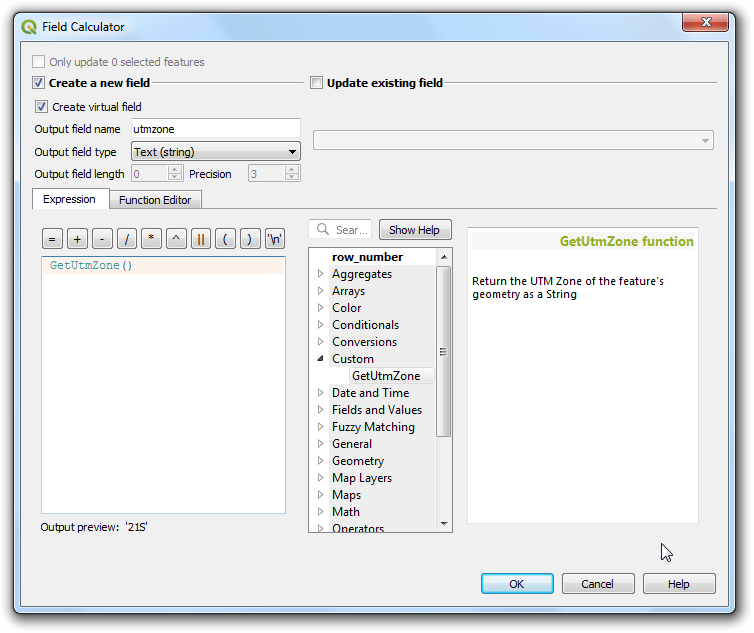 Field Calculator
Only update 0 selected features
Create a new field
Update existing field
Create virtual field
Output field name utmzone
Output field type Text (string)
Output field length 0 Precision 3
Expression Function Editor
= + - / * ^ || ( ) '\n'
GetUtmZone()
Output preview: '21S'
Sear... Show Help
row_number
Aggregates
Arrays
Color
Conditionals
Conversions
Custom
GetUtmZone
Date and Time
Fields and Values
Fuzzy Matching
General
Geometry
Map Layers
Maps
Math
Operators
GetUtmZone function
Return the UTM Zone of the feature's
geometry as a String
OK Cancel Help